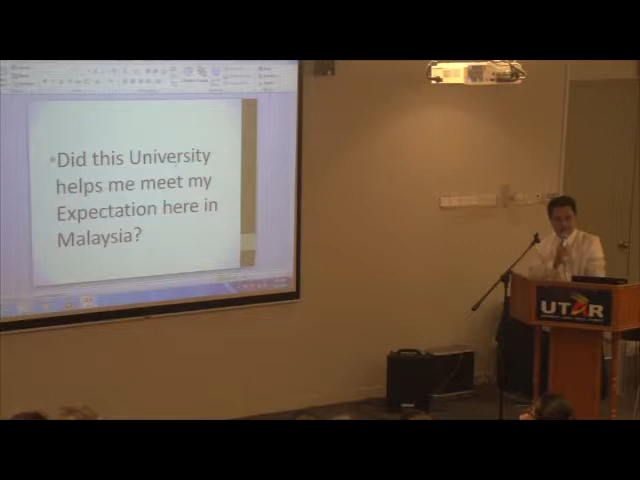 Did this University
helps me meet my
Expectation here in
Malaysia?
UTAR